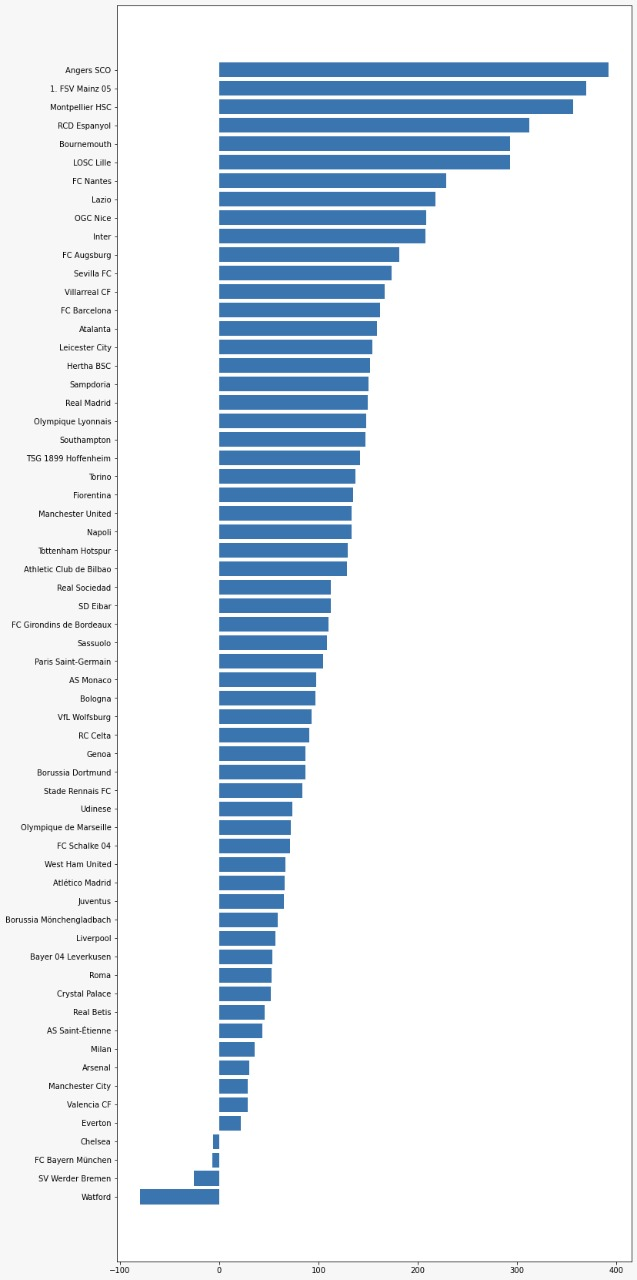 Angers SCO
1. FSV Mainz 05
Montpellier HSC
RCD Espanyol
Bournemouth
LOSC Lille
FC Nantes
Lazio
OGC Nice
Inter
FC Augsburg
Sevilla FC
Villarreal CF
FC Barcelona
Atalanta
Leicester City
Hertha BSC
Sampdoria
Real Madrid
Olympique Lyonnais
Southampton
TSG 1899 Hoffenheim
Torino
Fiorentina
Manchester United
Napoli
Tottenham Hotspur
Athletic Club de Bilbao
Real Sociedad
SD Eibar
FC Girondins de Bordeaux
Sassuolo
Paris Saint-Germain
AS Monaco
Bologna
VfL Wolfsburg
RC Celta
Genoa
Borussia Dortmund
Stade Rennais FC
Udinese
Olympique de Marseille
FC Schalke 04
West Ham United
Atlético Madrid
Juventus
Borussia Mönchengladbach
Liverpool
Bayer 04 Leverkusen
Roma
Crystal Palace
Real Betis
AS Saint-Étienne
Milan
Arsenal
Manchester City
Valencia CF
Everton
Chelsea
FC Bayern München
SV Werder Bremen
Watford
−100 0 100 200 300 400